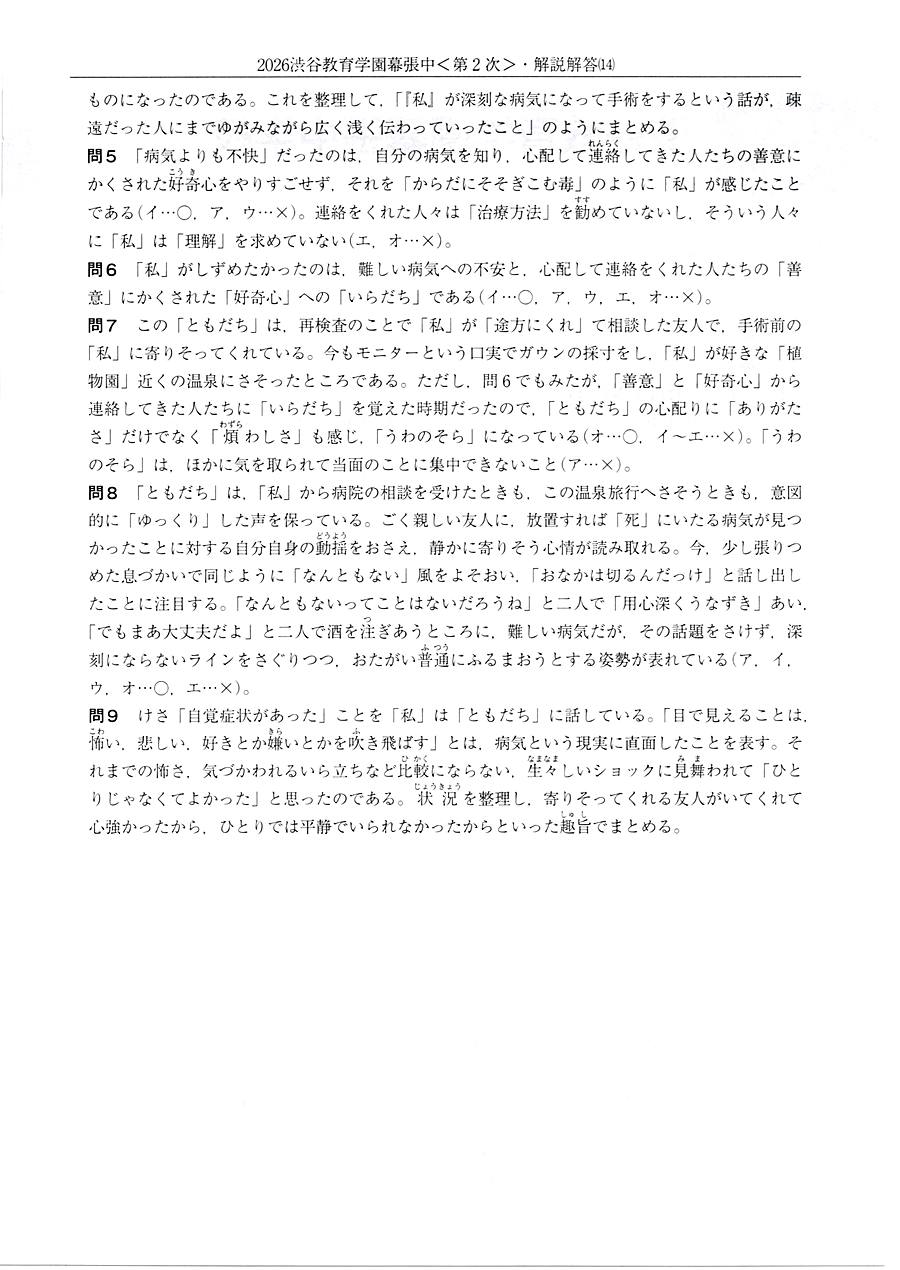 2026渋谷教育学園幕張中＜第２次＞・解説解答⒁
ものになったのである。これを整理して，「『私』が深刻な病気になって手術をするという話が，疎
遠だった人にまでゆがみながら広く浅く伝わっていったこと」のようにまとめる。
問５　「病気よりも不快」だったのは，自分の病気を知り，心配して連絡してきた人たちの善意に
かくされた好奇心をやりすごせず，それを「からだにそそぎこむ毒」のように「私」が感じたこと
である（イ…○，ア，ウ…×）。連絡をくれた人々は「治療方法」を勧めていないし，そういう人々
に「私」は「理解」を求めていない（エ，オ…×）。
問６　「私」がしずめたかったのは，難しい病気への不安と，心配して連絡をくれた人たちの「善
意」にかくされた「好奇心」への「いらだち」である（イ…○，ア，ウ，エ，オ…×）。
問７　この「ともだち」は，再検査のことで「私」が「途方にくれ」て相談した友人で，手術前の
「私」に寄りそってくれている。今もモニターという口実でガウンの採寸をし，「私」が好きな「植
物園」近くの温泉にさそったところである。ただし，問６でもみたが，「善意」と「好奇心」から
連絡してきた人たちに「いらだち」を覚えた時期だったので，「ともだち」の心配りに「ありがた
さ」だけでなく「煩わしさ」も感じ，「うわのそら」になっている（オ…○，イ～エ…×）。「うわ
のそら」は，ほかに気を取られて当面のことに集中できないこと（ア…×）。
問８　「ともだち」は，「私」から病院の相談を受けたときも，この温泉旅行へさそうときも，意図
的に「ゆっくり」した声を保っている。ごく親しい友人に，放置すれば「死」にいたる病気が見つ
かったことに対する自分自身の動揺をおさえ，静かに寄りそう心情が読み取れる。今，少し張りつ
めた息づかいで同じように「なんともない」風をよそおい，「おなかは切るんだっけ」と話し出し
たことに注目する。「なんともないってことはないだろうね」と二人で「用心深くうなずき」あい，
「でもまあ大丈夫だよ」と二人で酒を注ぎあうところに，難しい病気だが，その話題をさけず，深
刻にならないラインをさぐりつつ，おたがい普通にふるまおうとする姿勢が表れている（ア，イ，
ウ，オ…○，エ…×）。
問９　けさ「自覚症状があった」ことを「私」は「ともだち」に話している。「目で見えることは，
怖い，悲しい，好きとか嫌いとかを吹き飛ばす」とは，病気という現実に直面したことを表す。そ
れまでの怖さ，気づかわれるいら立ちなど比較にならない，生々しいショックに見舞われて「ひと
りじゃなくてよかった」と思ったのである。状況を整理し，寄りそってくれる友人がいてくれて
心強かったから，ひとりでは平静でいられなかったからといった趣旨でまとめる。